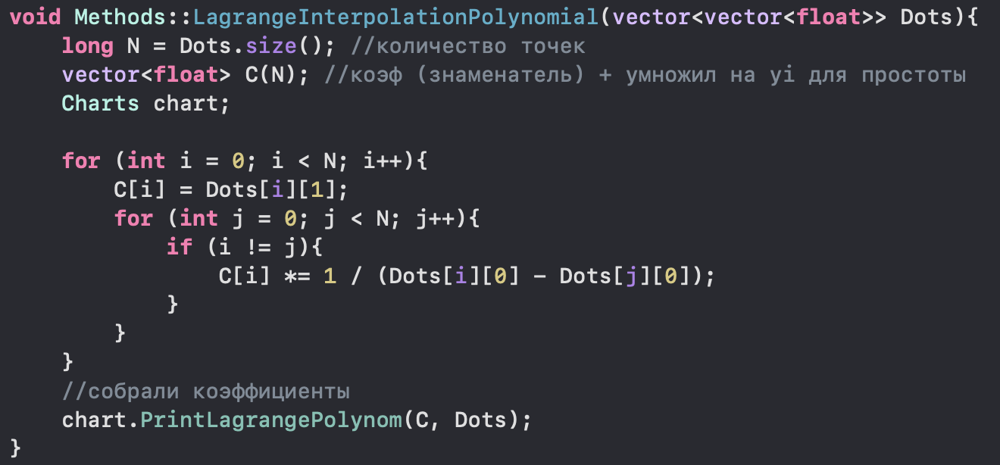 void Methods::LagrangeInterpolationPolynomial(vector<vector<float>> Dots){
    long N = Dots.size(); //количество точек
    vector<float> C(N); //коэф (знаменатель) + умножил на yi для простоты
    Charts chart;

    for (int i = 0; i < N; i++){
        C[i] = Dots[i][1];
        for (int j = 0; j < N; j++){
            if (i != j){
                C[i] *= 1 / (Dots[i][0] - Dots[j][0]);
            }
        }
    }
    //собрали коэффициенты
    chart.PrintLagrangePolynom(C, Dots);
}